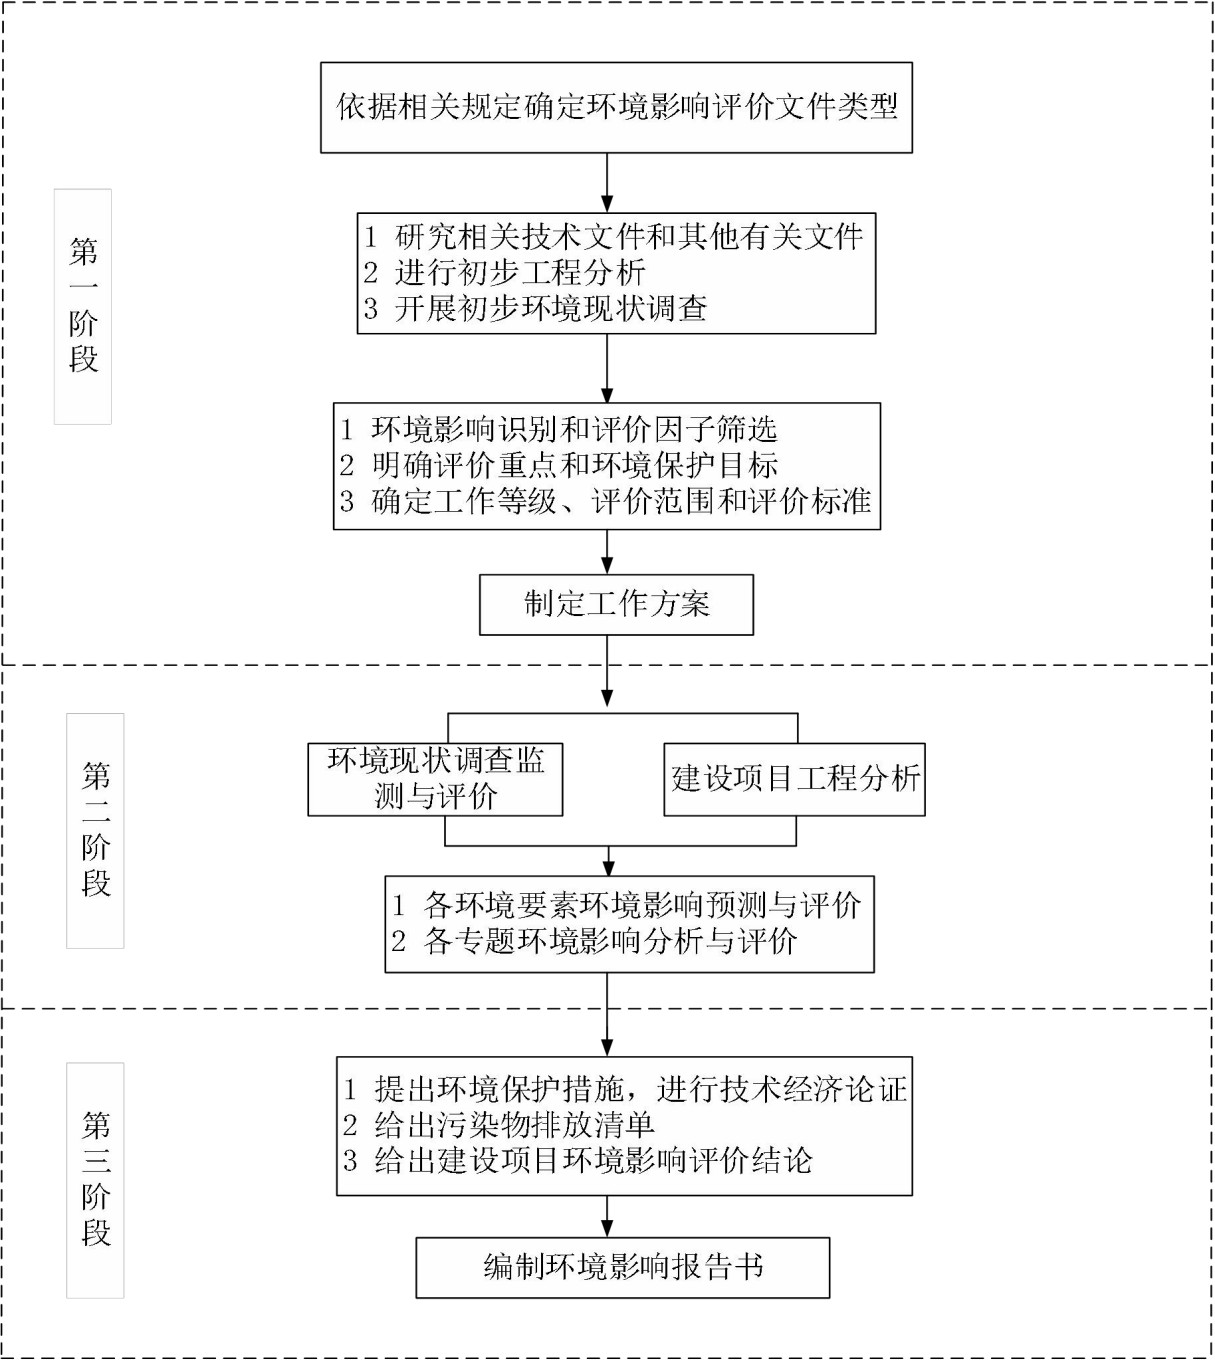 依据相关规定确定环境影响评价文件类型
第一阶段
1 研究相关技术文件和其他有关文件
2 进行初步工程分析
3 开展初步环境现状调查
1 环境影响识别和评价因子筛选
2 明确评价重点和环境保护目标
3 确定工作等级、评价范围和评价标准
制定工作方案
第二阶段
环境现状调查监
测与评价
建设项目工程分析
1 各环境要素环境影响预测与评价
2 各专题环境影响分析与评价
第三阶段
1 提出环境保护措施，进行技术经济论证
2 给出污染物排放清单
3 给出建设项目环境影响评价结论
编制环境影响报告书